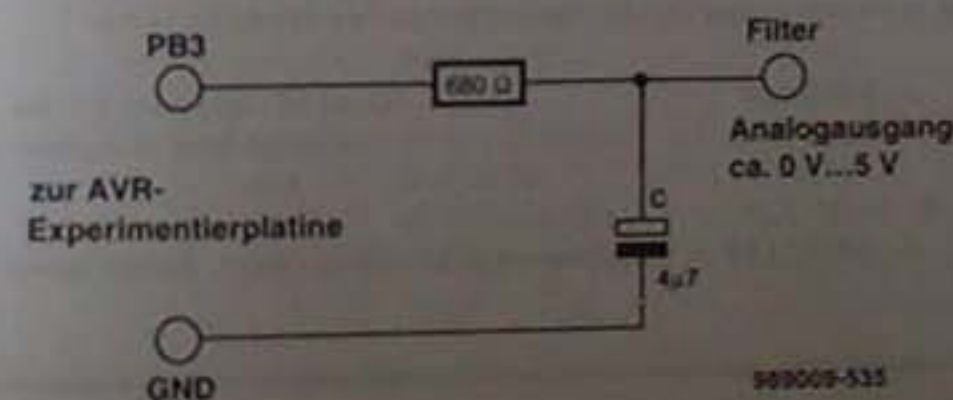 PB3
Filter
680 Ω
Analogausgang
ca. 0 V...5 V
zur AVR-
Experimentierplatine
C
4µ7
GND
989009-535